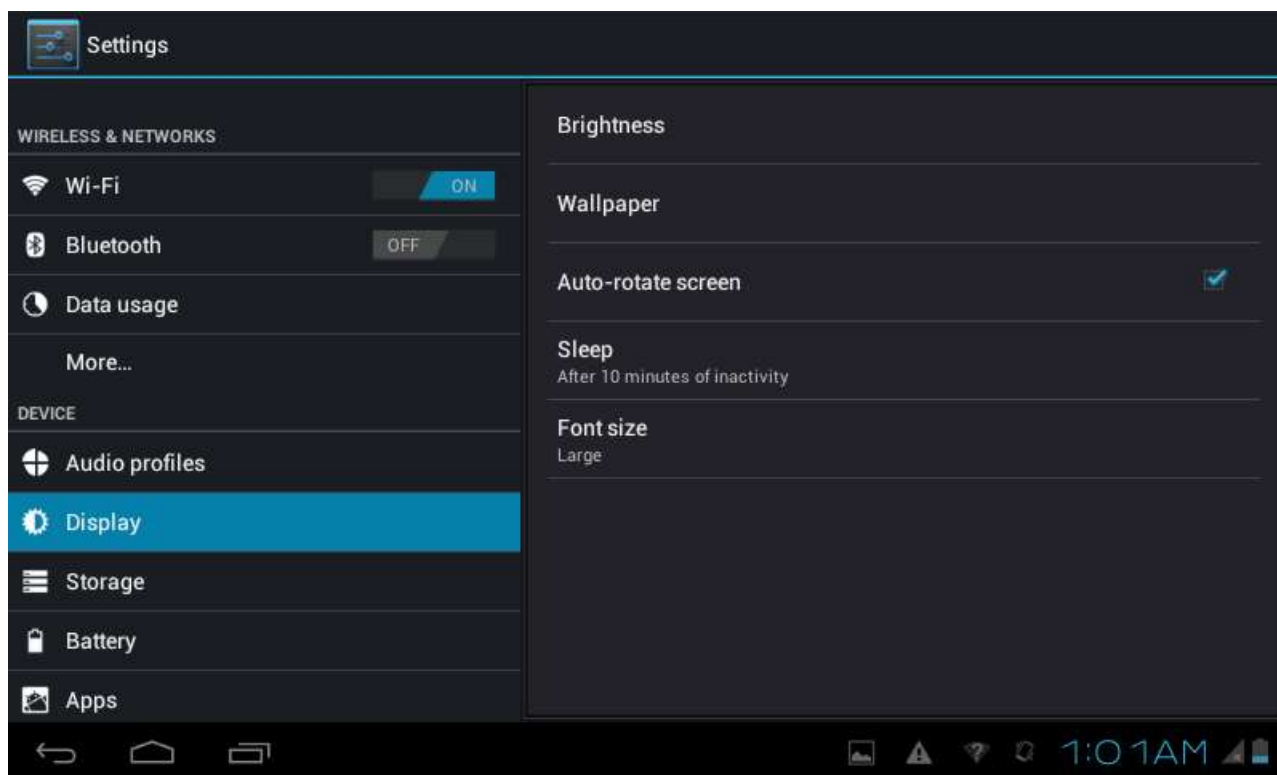 Settings
WIRELESS & NETWORKS
Wi-Fi ON
Bluetooth OFF
Data usage
More...
DEVICE
Audio profiles
Display
Storage
Battery
Apps
Brightness
Wallpaper
Auto-rotate screen
Sleep
After 10 minutes of inactivity
Font size
Large
1:01AM